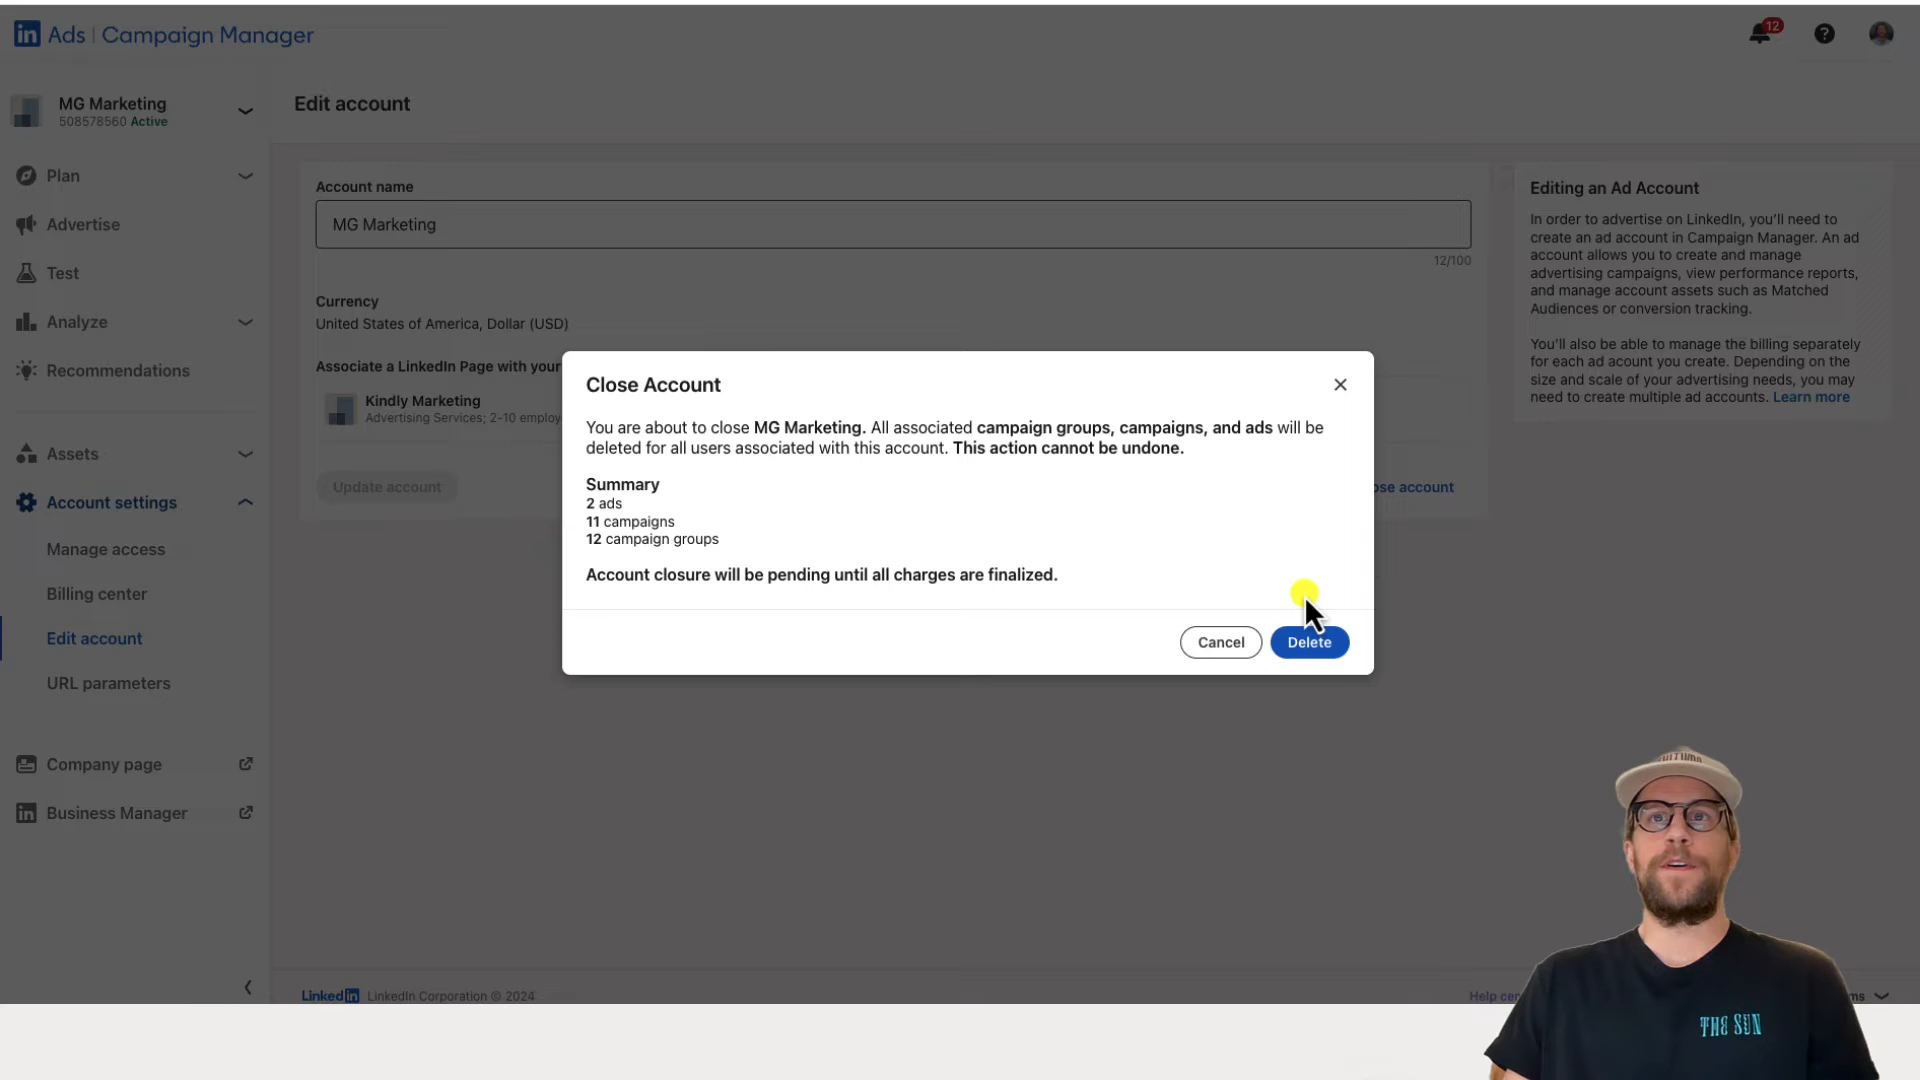 in Ads | Campaign Manager
12
MG Marketing
508578560 Active
Plan
Advertise
Test
Analyze
Recommendations
Assets
Account settings
Manage access
Billing center
Edit account
URL parameters
Company page
Business Manager
Edit account
Account name
MG Marketing
12/100
Currency
United States of America, Dollar (USD)
Associate a LinkedIn Page with your
Kindly Marketing
Advertising Services; 2-10 employ
Update account
ose account
Editing an Ad Account
In order to advertise on LinkedIn, you'll need to
create an ad account in Campaign Manager. An ad
account allows you to create and manage
advertising campaigns, view performance reports,
and manage account assets such as Matched
Audiences or conversion tracking.
You'll also be able to manage the billing separately
for each ad acount you create. Depending on the
size and scale of your advertising needs, you may
need to create multiple ad accounts. Learn more
Close Account
You are about to close MG Marketing. All associated campaign groups, campaigns, and ads will be
deleted for all users associated with this account. This action cannot be undone.
Summary
2 ads
11 campaigns
12 campaign groups
Account closure will be pending until all charges are finalized.
Cancel
Delete
LinkedIn LinkedIn Corporation © 2024
Help cen
ms
THE SUN